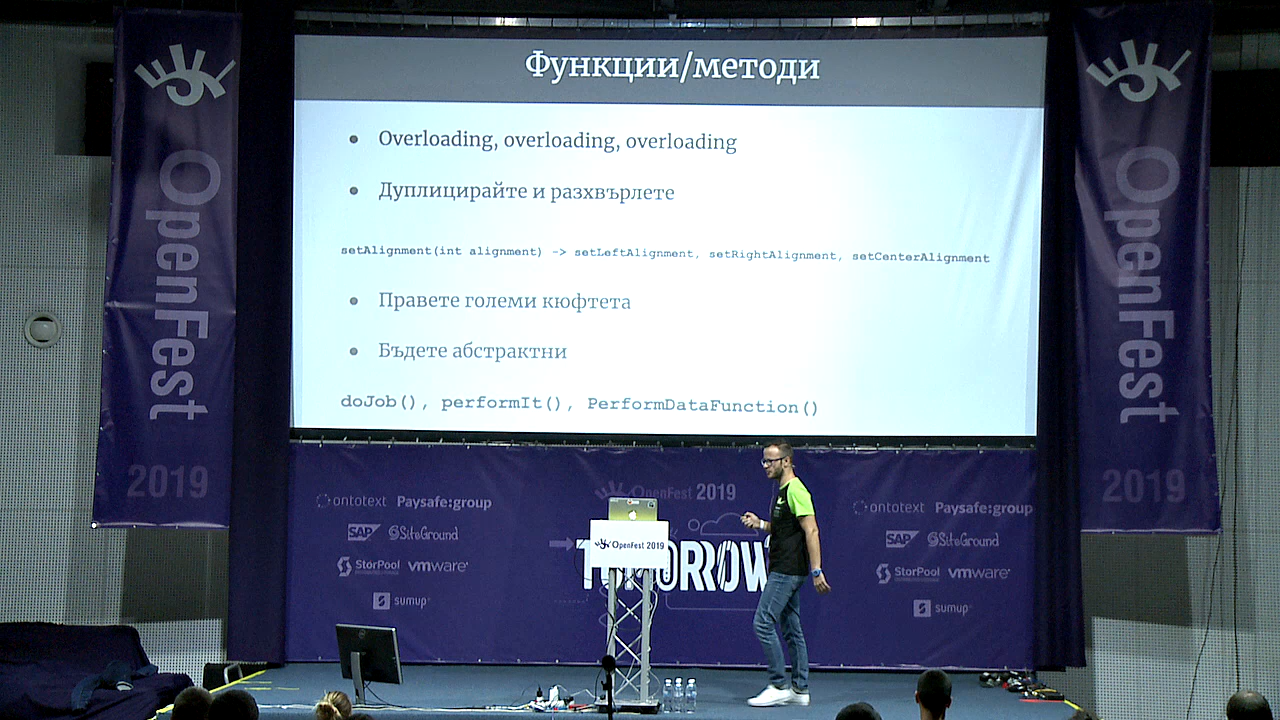 Функции/методи
Overloading, overloading, overloading
Дуплицирайте и разхвърлете
setAlignment(int alignment) -> setLeftAlignment, setRightAlignment, setCenterAlignment
Правете големи кюфтета
Бъдете абстрактни
doJob(), performIt(), PerformDataFunction()
OpenFest
2019
OpenFest
2019
ontotext Paysafe:group
SAP SiteGround
StorPool vmware
sumup
OpenFest 2019
OpenFest 2019
ontotext Paysafe:group
SAP SiteGround
StorPool vmware
sumup